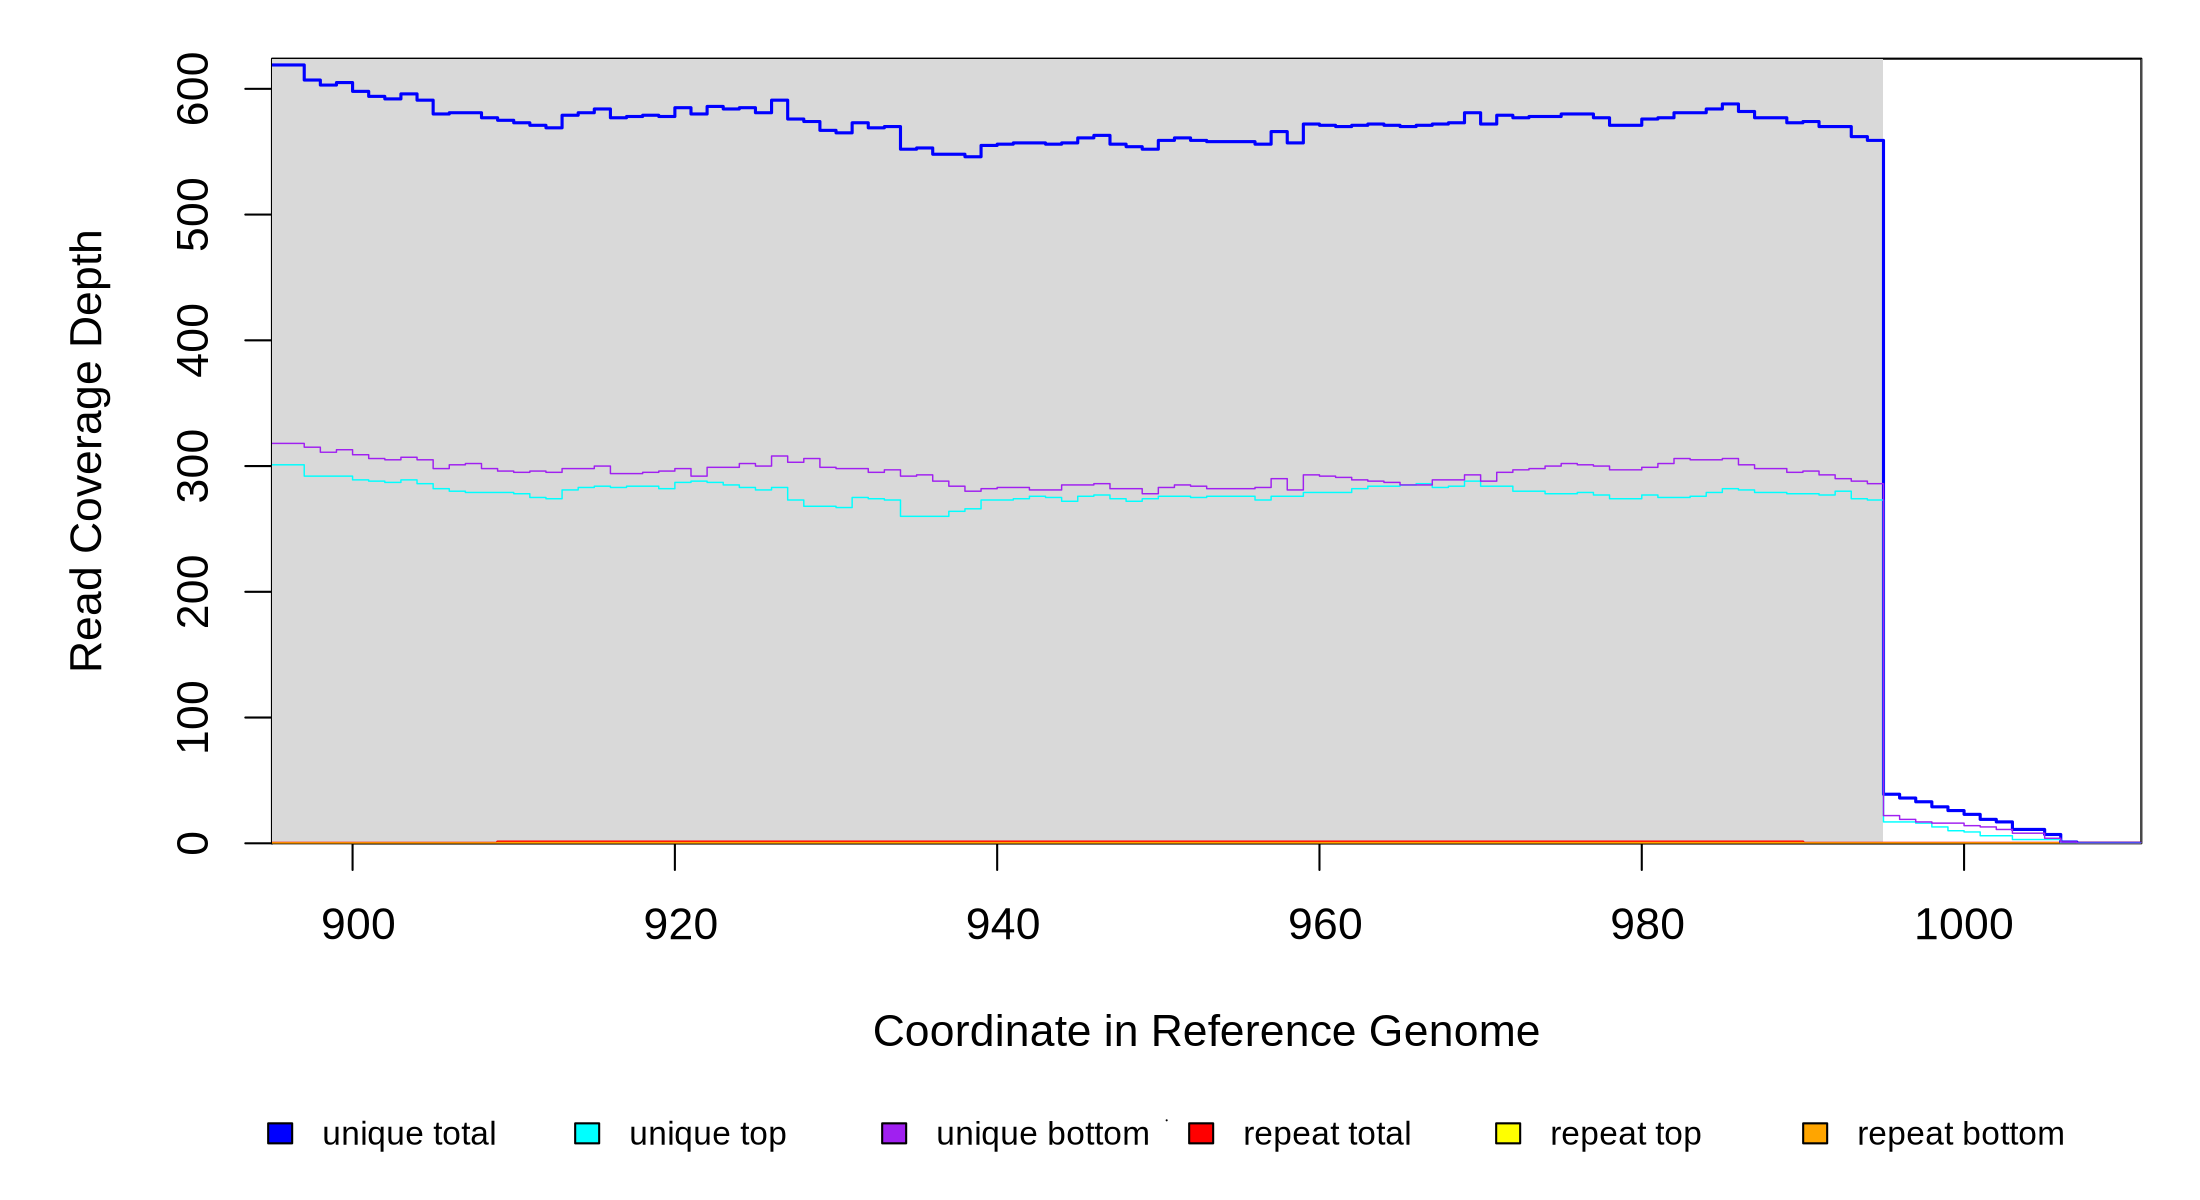 Read Coverage Depth
600
500
400
300
200
100
0
900 920 940 960 980 1000
Coordinate in Reference Genome
unique total unique top unique bottom repeat total repeat top repeat bottom